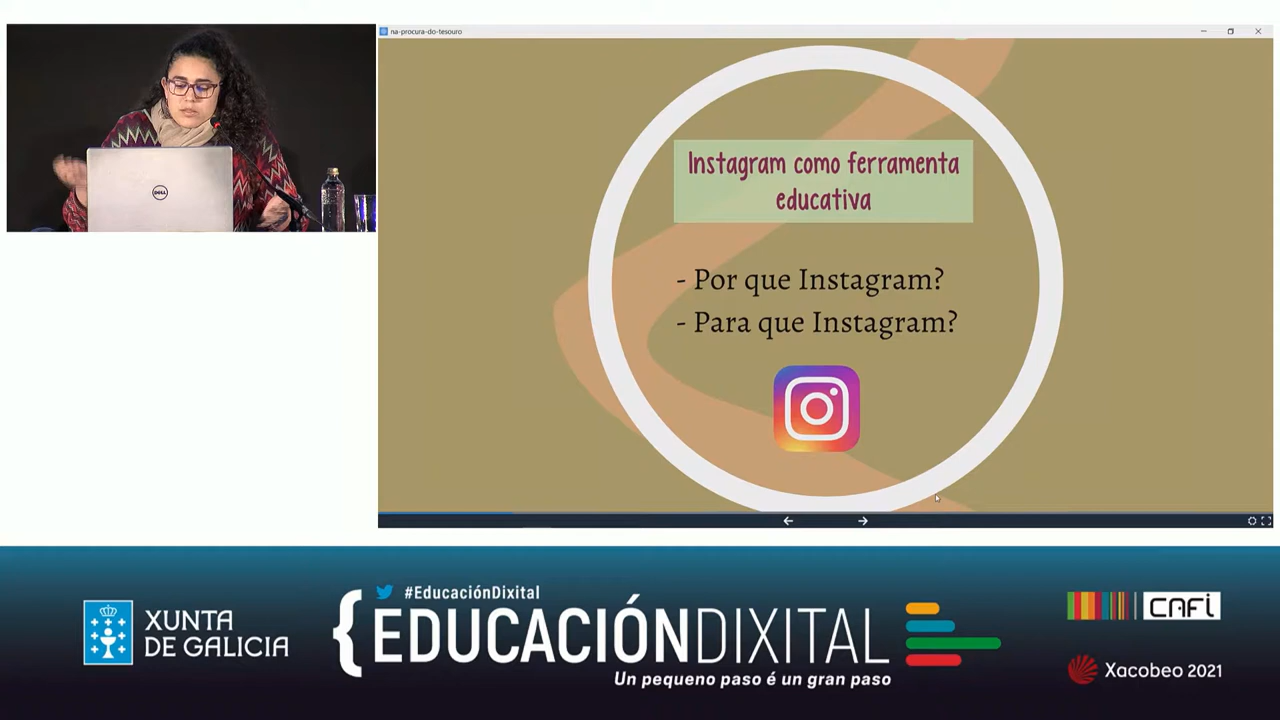 na-procura-do-tesouro
Instagram como ferramenta
educativa
- Por que Instagram?
- Para que Instagram?
DELL
#EducaciónDixital
{EDUCACIÓNDIXITAL
Un pequeno paso é un gran paso
XUNTA
DE GALICIA
CAFi
Xacobeo 2021